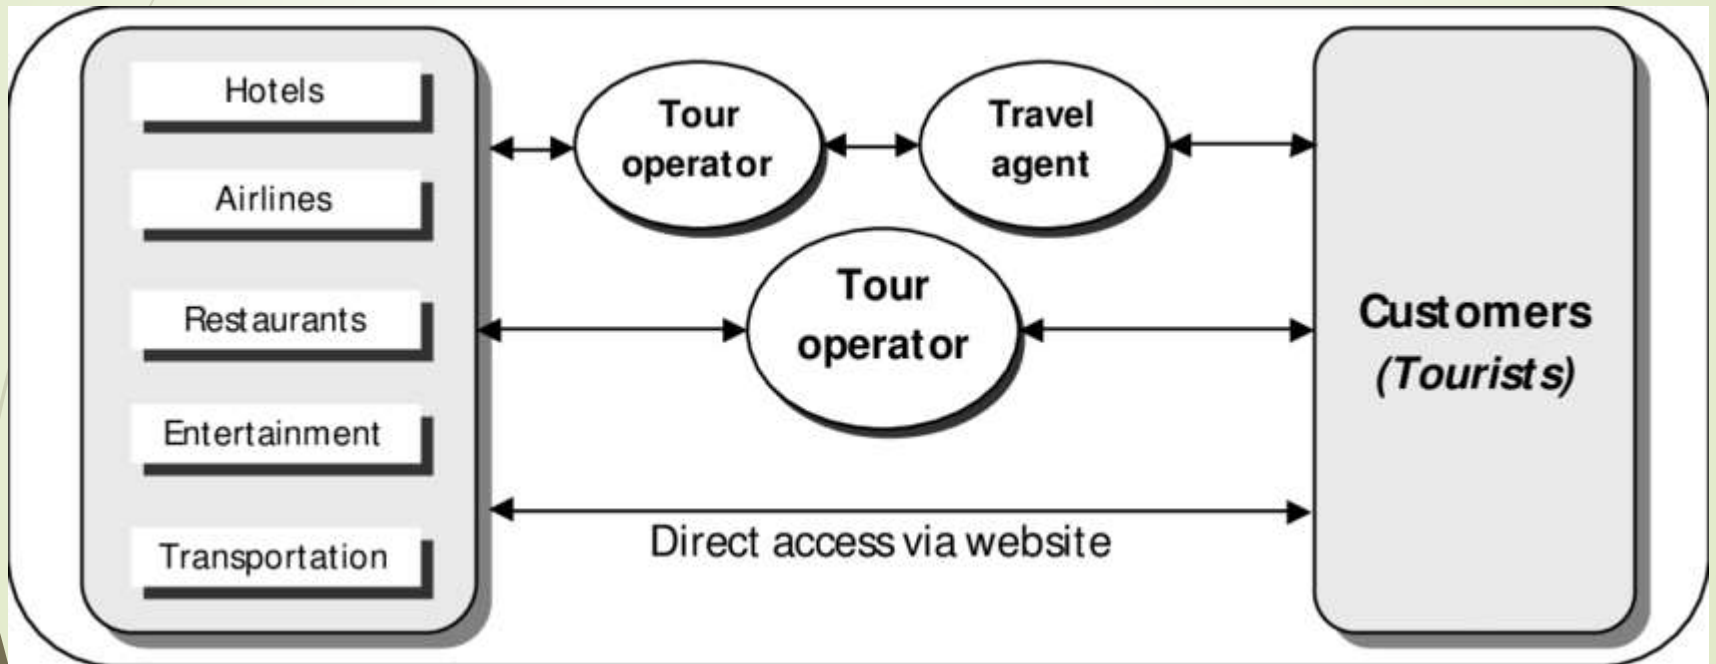 Hotels
Airlines
Restaurants
Entertainment
Transportation
Tour
operator
Travel
agent
Tour
operator
Direct access via website
Customers
(Tourists)